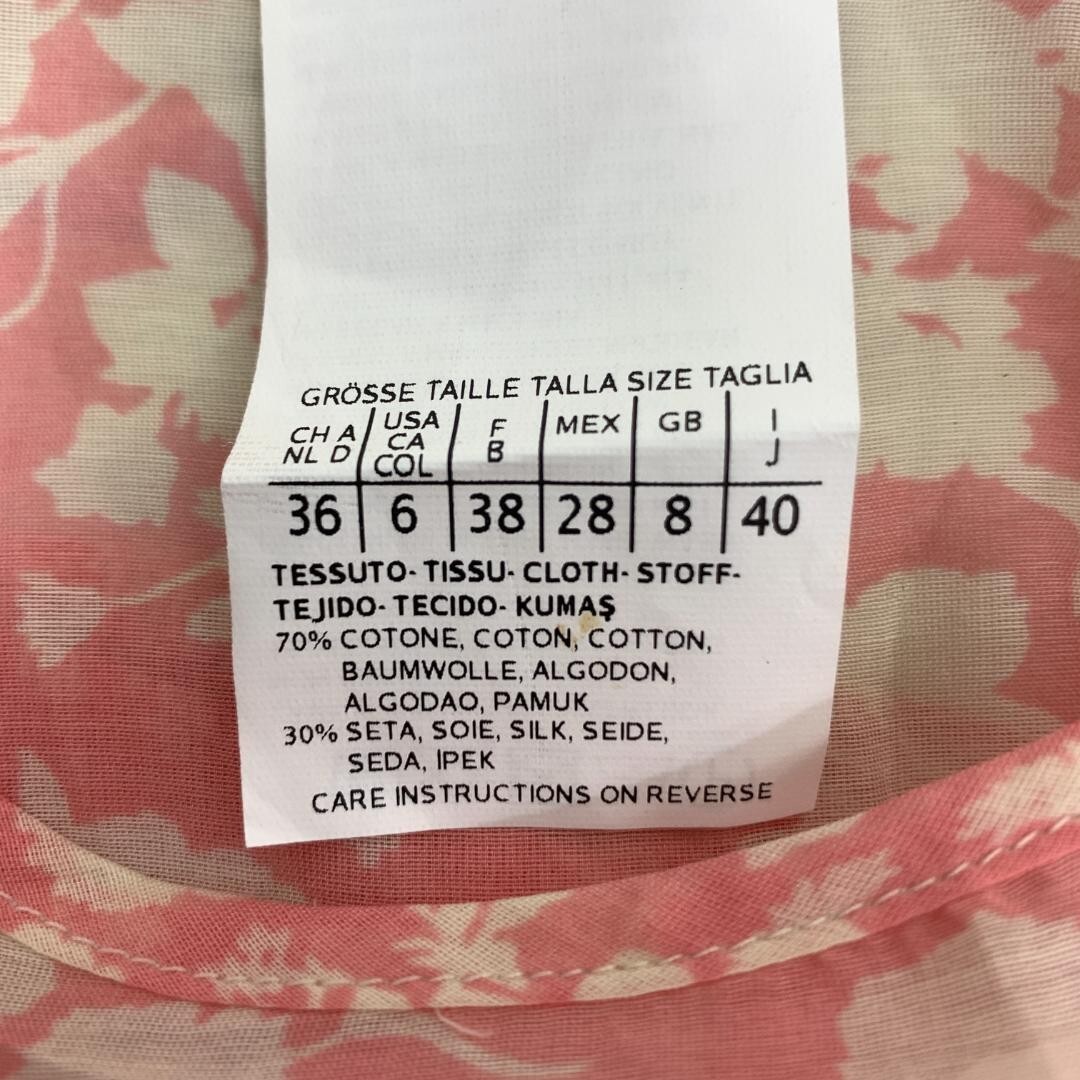 GRÖSSE TAILLE TALLA SIZE TAGLIA
CH A NL D USA CA COL F B MEX GB I J
36 6 38 28 8 40
TESSUTO- TISSU- CLOTH- STOFF-
TEJIDO- TECIDO- KUMAŞ
70% COTONE, COTON, COTTON,
BAUMWOLLE, ALGODON,
ALGODAO, PAMUK
30% SETA, SOIE, SILK, SEIDE,
SEDA, İPEK
CARE INSTRUCTIONS ON REVERSE